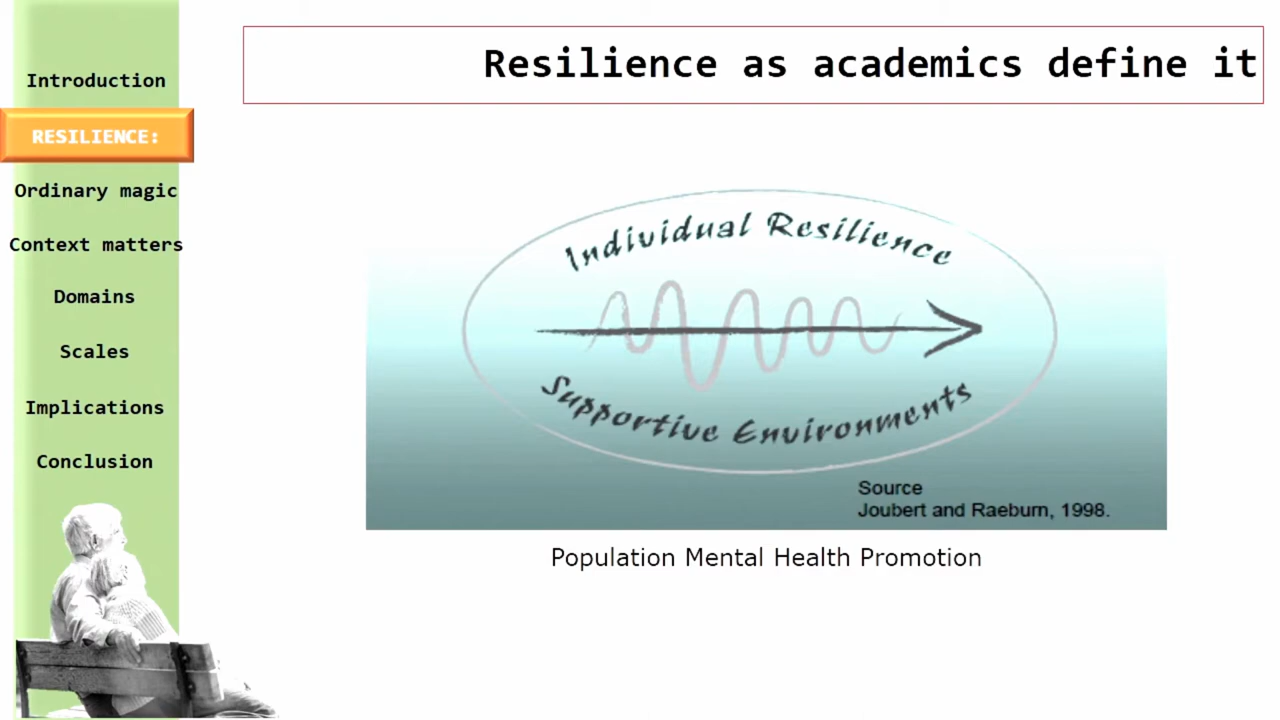 Resilience as academics define it
Introduction
RESILIENCE:
Ordinary magic
Context matters
Domains
Scales
Implications
Conclusion
Individual Resilience
Supportive Environments
Source
Joubert and Raeburn, 1998.
Population Mental Health Promotion